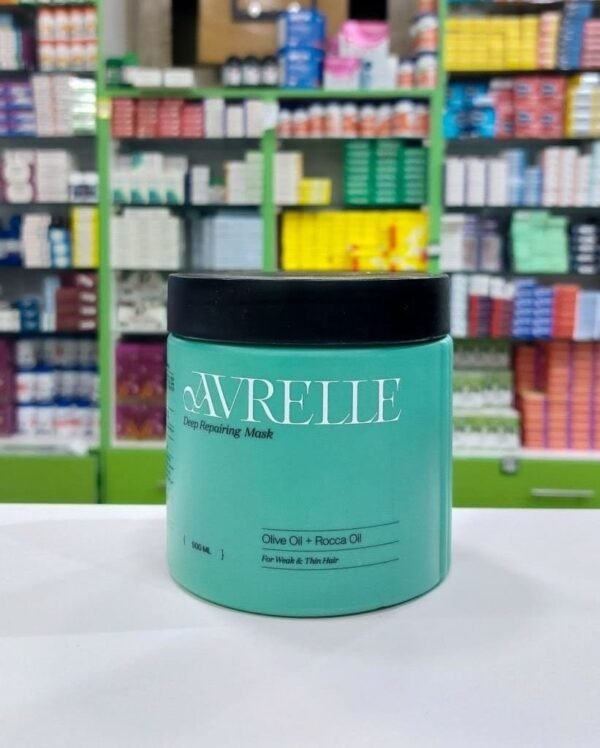 AVRELLE
Deep Repairing Mask
Olive Oil + Rocca Oil
{ 500 ML }
For Weak & Thin Hair